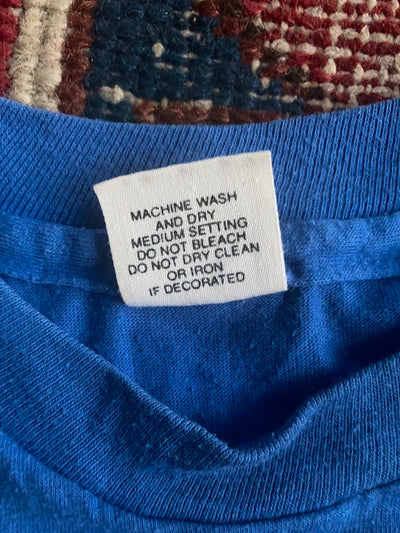 MACHINE WASH
AND DRY
MEDIUM SETTING
DO NOT BLEACH
DO NOT DRY CLEAN
OR IRON
IF DECORATED